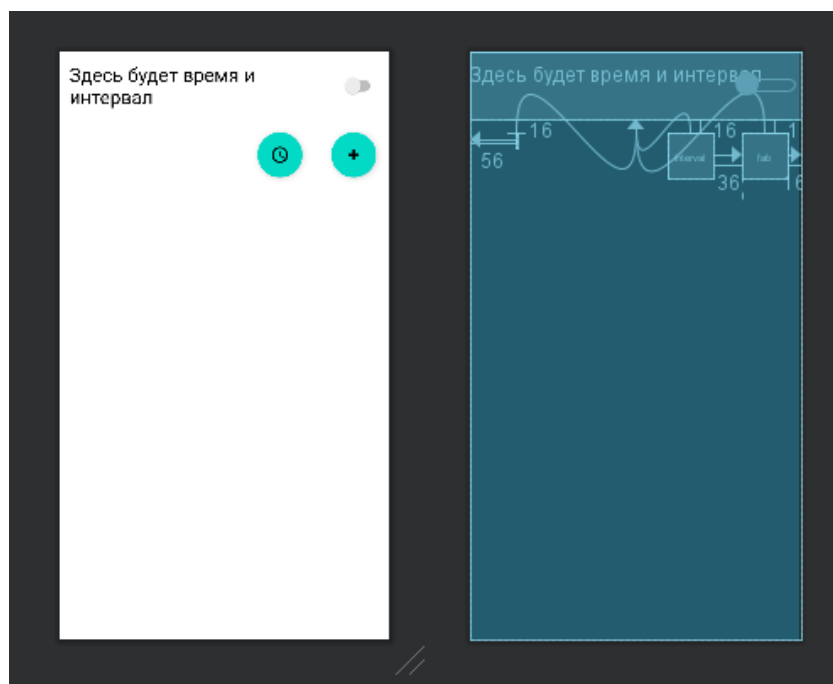 Здесь будет время и
интервал
Здесь будет время и интервал
16
16
1
56
interval
fab
36
16